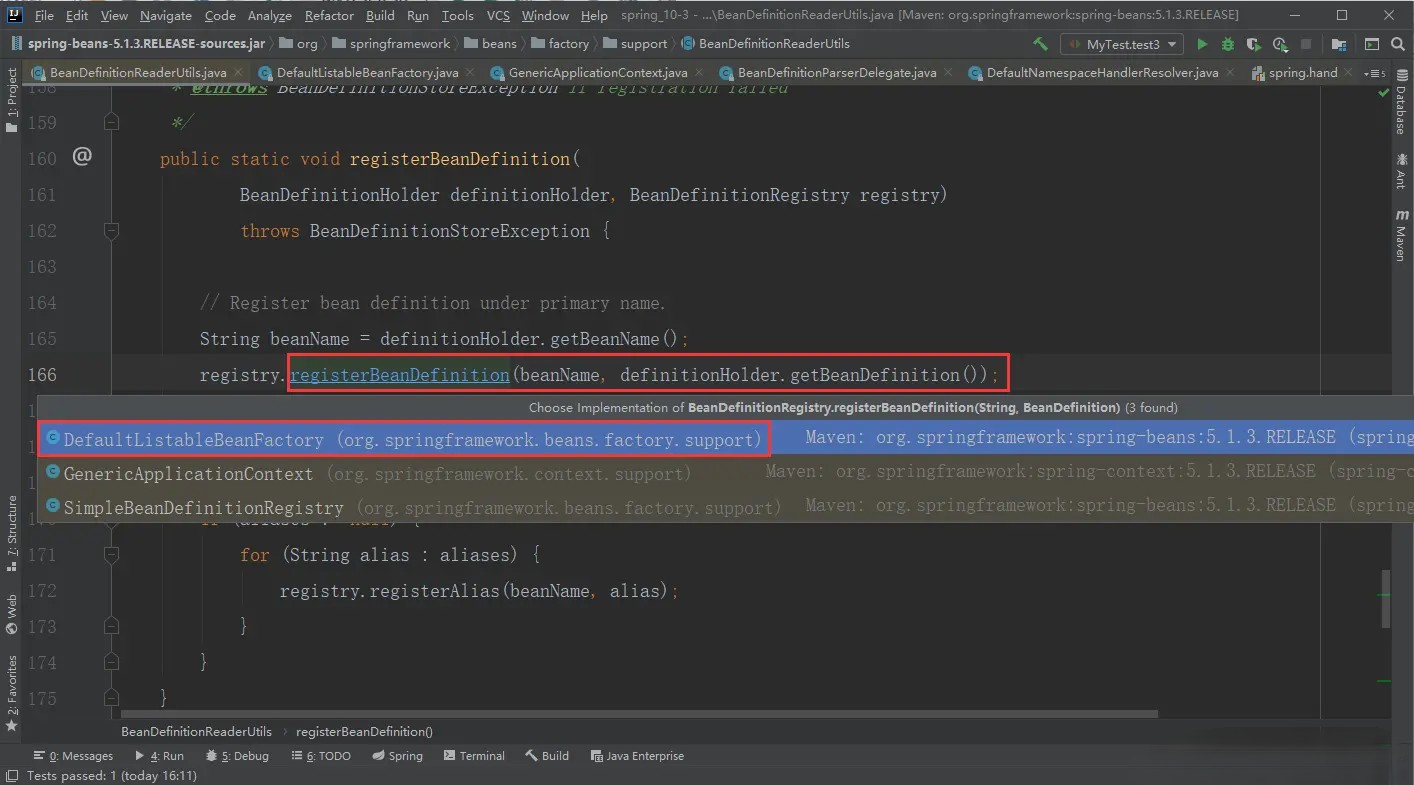 File Edit View Navigate Code Analyze Refactor Build Run Tools VCS Window Help spring_10-3 - ...\BeanDefinitionReaderUtils.java [Maven: org.springframework:spring-beans:5.1.3.RELEASE]
spring-beans-5.1.3.RELEASE-sources.jar org springframework beans factory support BeanDefinitionReaderUtils MyTest.test3
BeanDefinitionReaderUtils.java DefaultListableBeanFactory.java GenericApplicationContext.java BeanDefinitionParserDelegate.java DefaultNamespaceHandlerResolver.java spring.hand
158 * @throws BeanDefinitionStoreException if registration failed
159 */
160 @ public static void registerBeanDefinition(
161 BeanDefinitionHolder definitionHolder, BeanDefinitionRegistry registry)
162 throws BeanDefinitionStoreException {
163
164 // Register bean definition under primary name.
165 String beanName = definitionHolder.getBeanName();
166 registry.registerBeanDefinition(beanName, definitionHolder.getBeanDefinition());
Choose Implementation of BeanDefinitionRegistry.registerBeanDefinition(String, BeanDefinition) (3 found)
DefaultListableBeanFactory (org.springframework.beans.factory.support) Maven: org.springframework:spring-beans:5.1.3.RELEASE (spring
GenericApplicationContext (org.springframework.context.support) Maven: org.springframework:spring-context:5.1.3.RELEASE (spring-c
SimpleBeanDefinitionRegistry (org.springframework.beans.factory.support) Maven: org.springframework:spring-beans:5.1.3.RELEASE (spring
171 for (String alias : aliases) {
172 registry.registerAlias(beanName, alias);
173 }
174 }
175 }
BeanDefinitionReaderUtils registerBeanDefinition()
0: Messages 4: Run 5: Debug 6: TODO Spring Terminal Build Java Enterprise
Tests passed: 1 (today 16:11)
1: Project
7: Structure
Web
2: Favorites
Database
Ant
m Maven